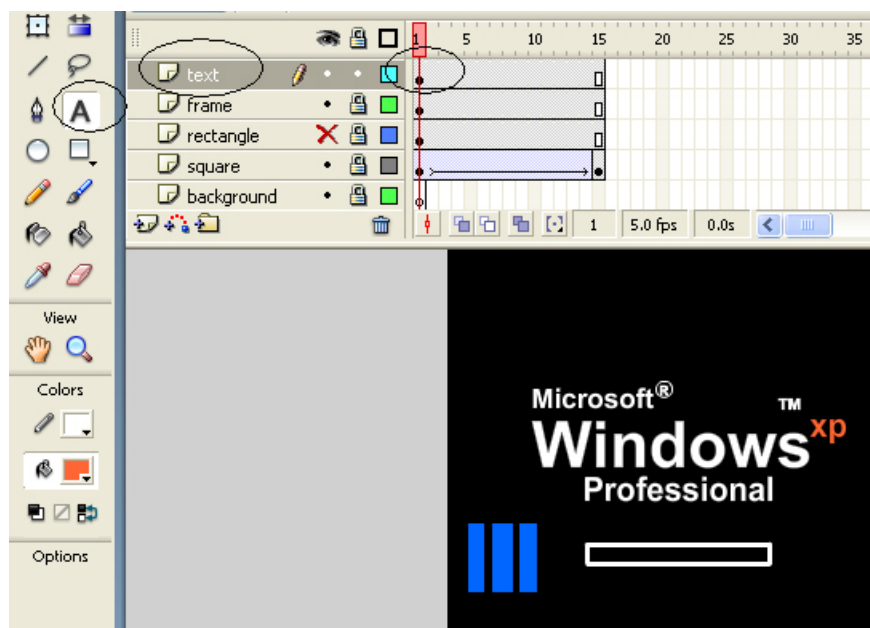 1 5 10 15 20 25 30 35
text
frame
A
rectangle
square
background
1 5.0 fps 0.0s
View
Colors
Microsoft®
TM
Windows xp
Professional
Options